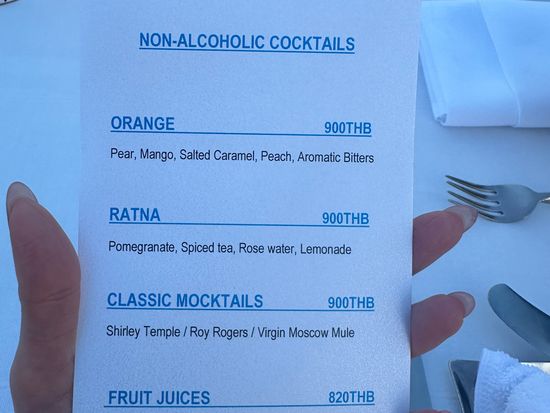 NON-ALCOHOLIC COCKTAILS
ORANGE 900THB
Pear, Mango, Salted Caramel, Peach, Aromatic Bitters
RATNA 900THB
Pomegranate, Spiced tea, Rose water, Lemonade
CLASSIC MOCKTAILS 900THB
Shirley Temple / Roy Rogers / Virgin Moscow Mule
FRUIT JUICES 820THB